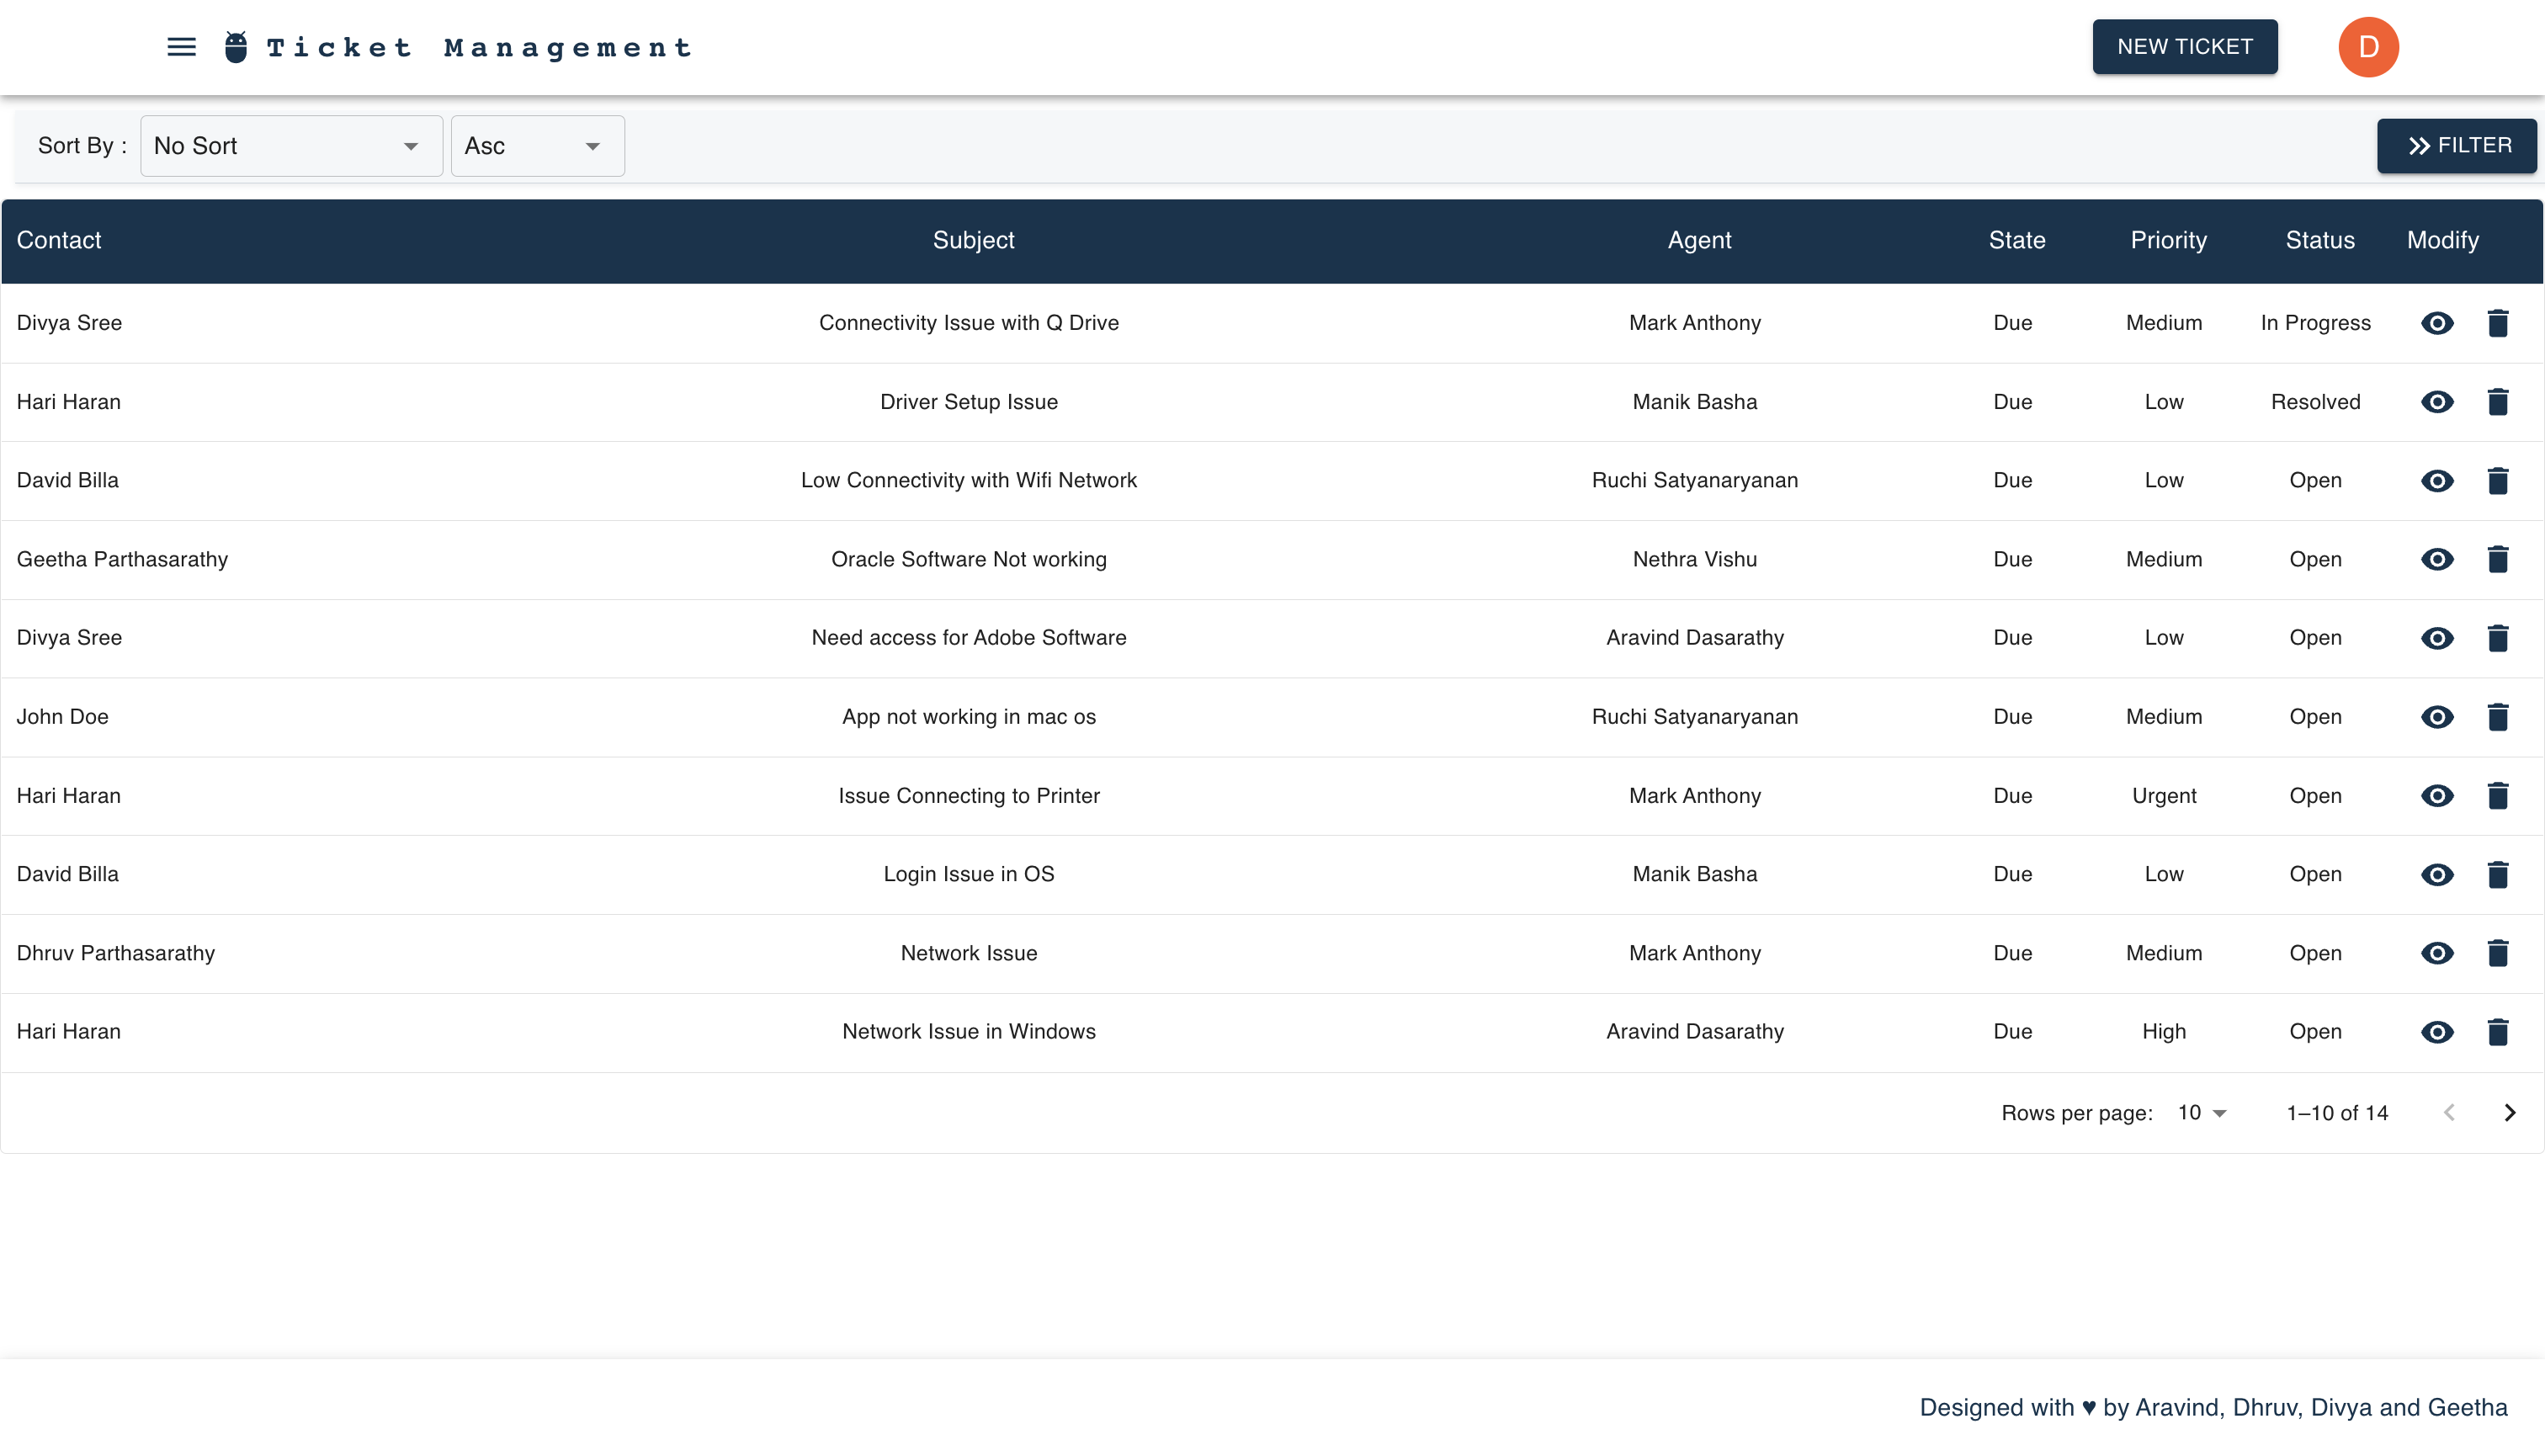 Ticket Management NEW TICKET D
Sort By : No Sort Asc FILTER
Contact Subject Agent State Priority Status Modify
Divya Sree Connectivity Issue with Q Drive Mark Anthony Due Medium In Progress
Hari Haran Driver Setup Issue Manik Basha Due Low Resolved
David Billa Low Connectivity with Wifi Network Ruchi Satyanaryanan Due Low Open
Geetha Parthasarathy Oracle Software Not working Nethra Vishu Due Medium Open
Divya Sree Need access for Adobe Software Aravind Dasarathy Due Low Open
John Doe App not working in mac os Ruchi Satyanaryanan Due Medium Open
Hari Haran Issue Connecting to Printer Mark Anthony Due Urgent Open
David Billa Login Issue in OS Manik Basha Due Low Open
Dhruv Parthasarathy Network Issue Mark Anthony Due Medium Open
Hari Haran Network Issue in Windows Aravind Dasarathy Due High Open
Rows per page: 10 1–10 of 14
Designed with ♥ by Aravind, Dhruv, Divya and Geetha